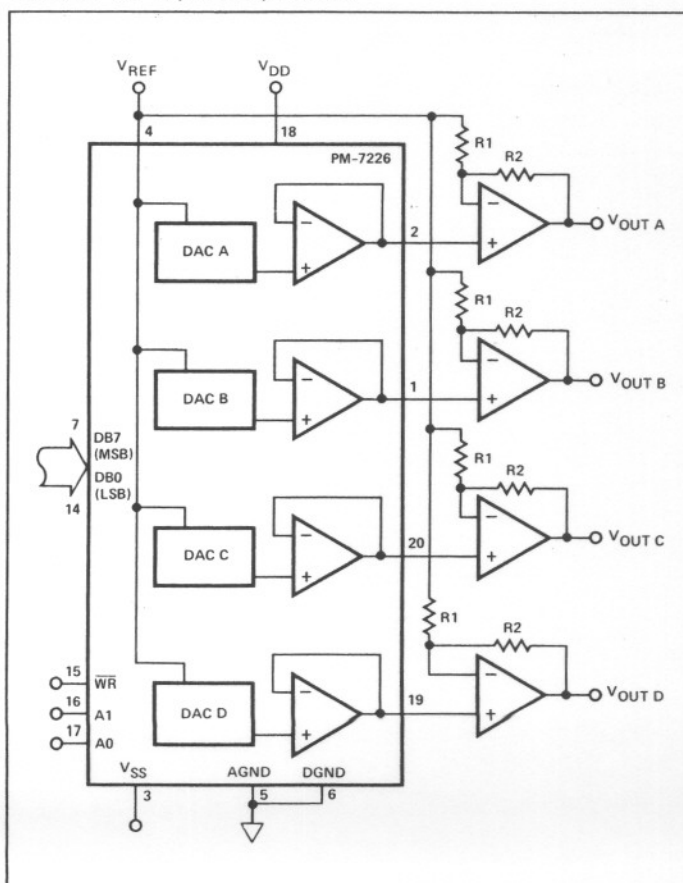 VREF
VDD
4
18
PM-7226
R1
R2
DAC A
−
+
2
−
+
VOUT A
R1
R2
DAC B
−
+
1
−
+
VOUT B
7
DB7
(MSB)
DB0
(LSB)
14
R1
R2
DAC C
−
+
20
−
+
VOUT C
R1
R2
DAC D
−
+
19
−
+
VOUT D
15
WR
16
A1
17
A0
VSS
AGND
DGND
3
5
6